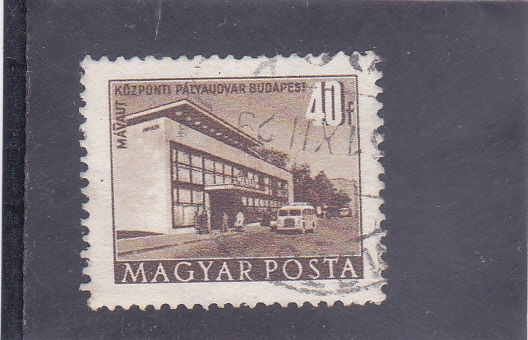 KÖZPONTI PÁLYAUDVAR BUDAPEST
40f
MÁVAUT
MAGYAR POSTA